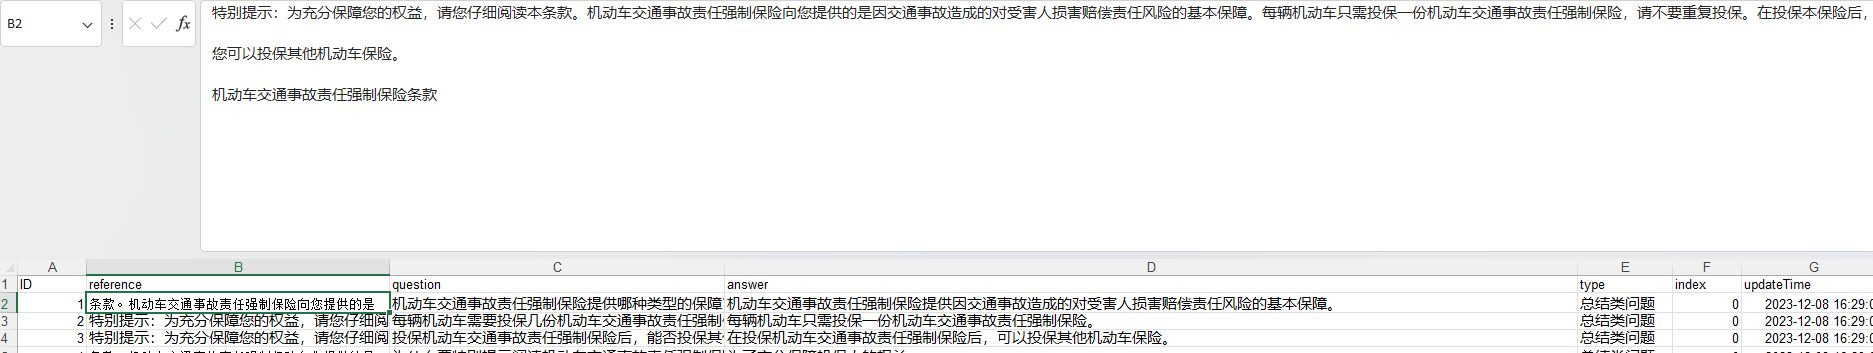 B2
fx
特别提示：为充分保障您的权益，请您仔细阅读本条款。机动车交通事故责任强制保险向您提供的是因交通事故造成的对受害人损害赔偿责任风险的基本保障。每辆机动车只需投保一份机动车交通事故责任强制保险，请不要重复投保。在投保本保险后，
您可以投保其他机动车保险。
机动车交通事故责任强制保险条款
A B C D E F G
1 ID reference question answer type index updateTime
2 1 条款。机动车交通事故责任强制保险向您提供的是 机动车交通事故责任强制保险提供哪种类型的保障 机动车交通事故责任强制保险提供因交通事故造成的对受害人损害赔偿责任风险的基本保障。 总结类问题 0 2023-12-08 16:29:0
3 2 特别提示：为充分保障您的权益，请您仔细阅 每辆机动车需要投保几份机动车交通事故责任强制 每辆机动车只需投保一份机动车交通事故责任强制保险。 总结类问题 0 2023-12-08 16:29:0
4 3 特别提示：为充分保障您的权益，请您仔细阅 投保机动车交通事故责任强制保险后，能否投保其 在投保机动车交通事故责任强制保险后，可以投保其他机动车保险。 总结类问题 0 2023-12-08 16:29:0